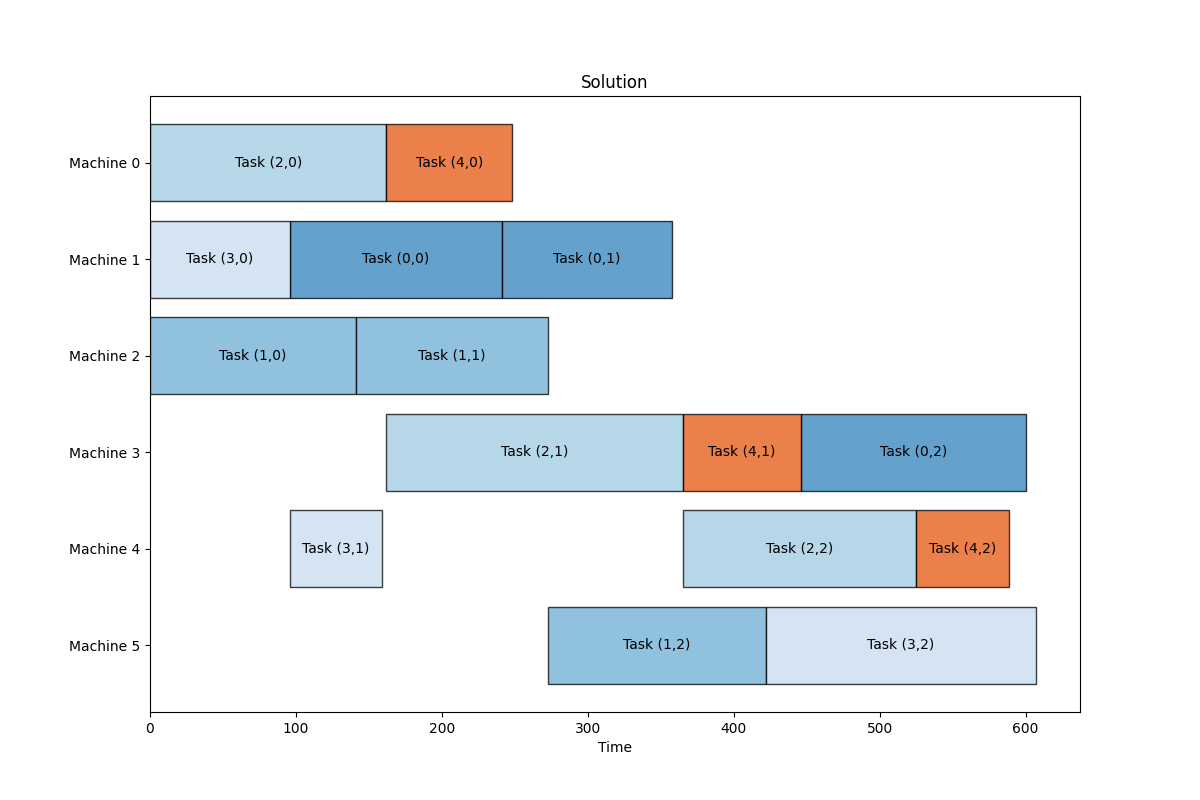 Solution
Machine 0
Task (2,0)
Task (4,0)
Machine 1
Task (3,0)
Task (0,0)
Task (0,1)
Machine 2
Task (1,0)
Task (1,1)
Machine 3
Task (2,1)
Task (4,1)
Task (0,2)
Machine 4
Task (3,1)
Task (2,2)
Task (4,2)
Machine 5
Task (1,2)
Task (3,2)
0 100 200 300 400 500 600
Time